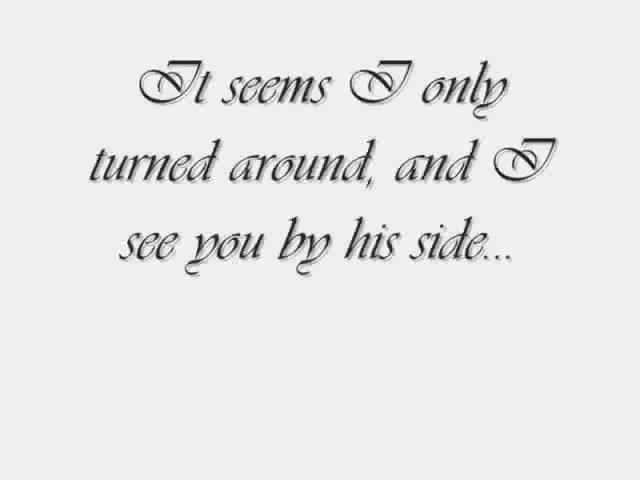 It seems I only
turned around, and I
see you by his side...